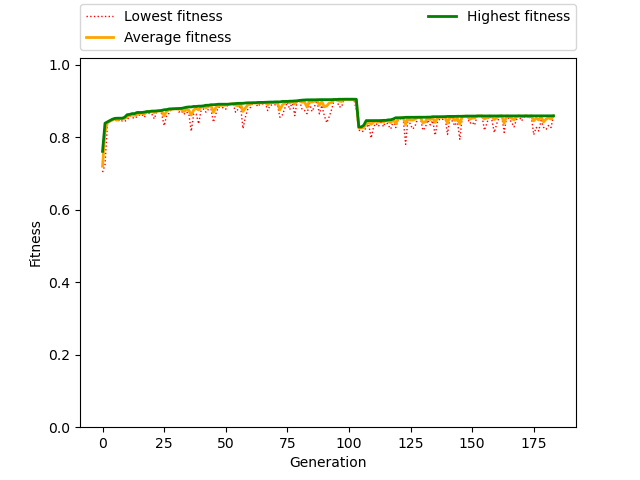 Lowest fitness
Average fitness
Highest fitness
1.0
0.8
0.6
0.4
0.2
0.0
Fitness
0 25 50 75 100 125 150 175
Generation